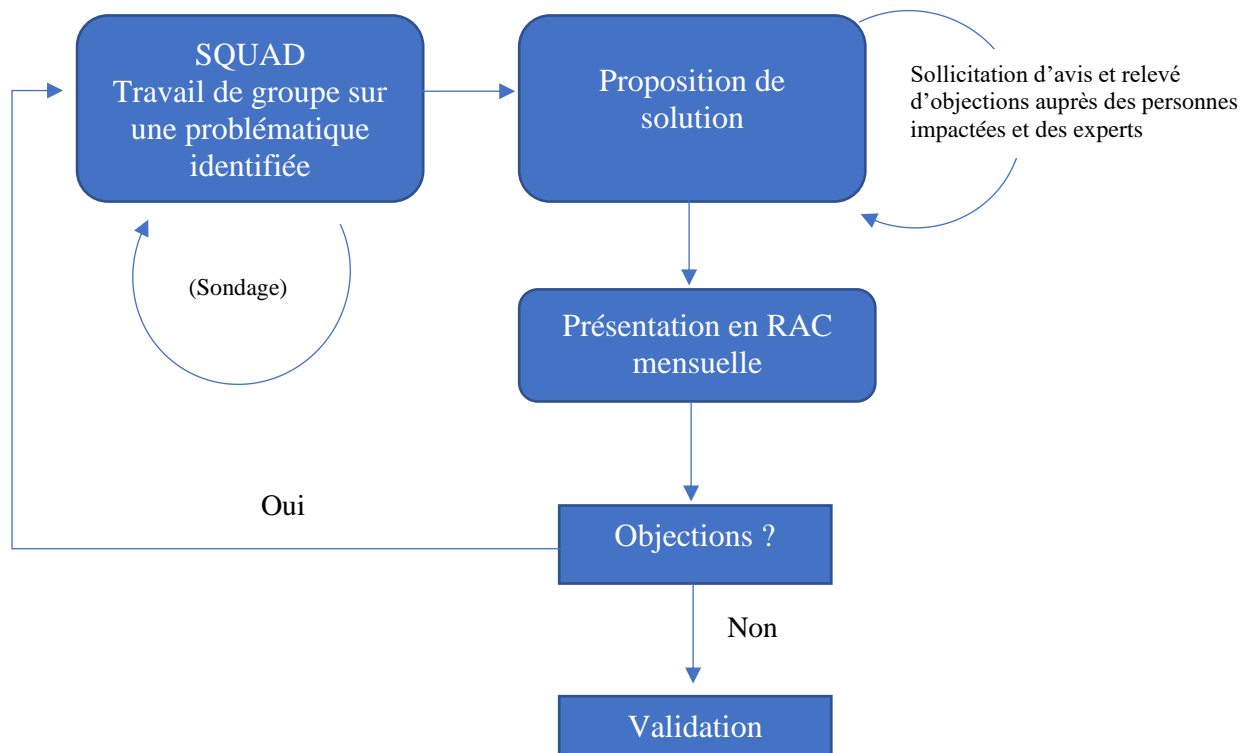 SQUAD
Travail de groupe sur
une problématique
identifiée
Proposition de
solution
Sollicitation d’avis et relevé
d’objections auprès des personnes
impactées et des experts
(Sondage)
Présentation en RAC
mensuelle
Oui
Objections ?
Non
Validation